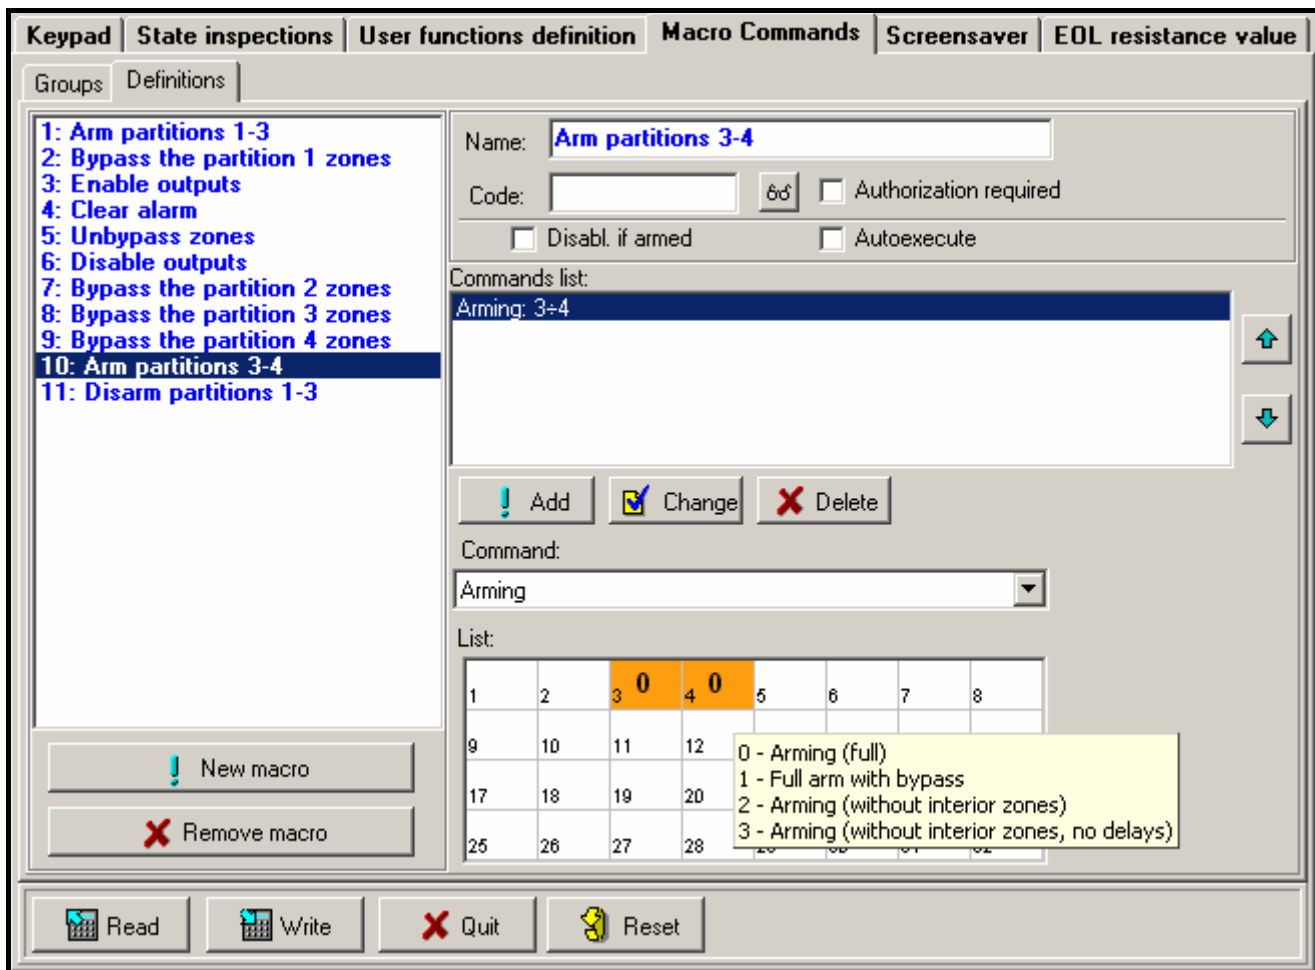 Keypad State inspections User functions definition Macro Commands Screensaver EOL resistance value
Groups Definitions
1: Arm partitions 1-3
2: Bypass the partition 1 zones
3: Enable outputs
4: Clear alarm
5: Unbypass zones
6: Disable outputs
7: Bypass the partition 2 zones
8: Bypass the partition 3 zones
9: Bypass the partition 4 zones
10: Arm partitions 3-4
11: Disarm partitions 1-3
New macro
Remove macro
Name: Arm partitions 3-4
Code: Authorization required
Disabl. if armed Autoexecute
Commands list:
Arming: 3÷4
Add Change Delete
Command:
Arming
List:
1 2 3 0 4 0 5 6 7 8
9 10 11 12
17 18 19 20
25 26 27 28
0 - Arming (full)
1 - Full arm with bypass
2 - Arming (without interior zones)
3 - Arming (without interior zones, no delays)
Read Write Quit Reset